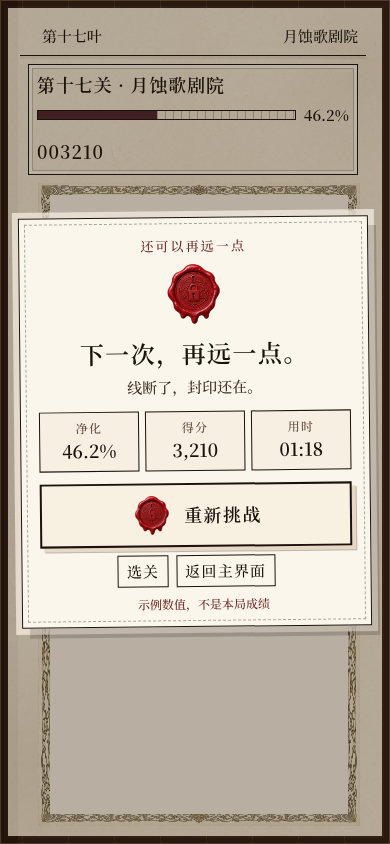 第十七叶 月蚀歌剧院
第十七关 · 月蚀歌剧院
46.2%
003210
还可以再远一点
下一次，再远一点。
线断了，封印还在。
净化 得分 用时
46.2% 3,210 01:18
重新挑战
选关 返回主界面
示例数值，不是本局成绩